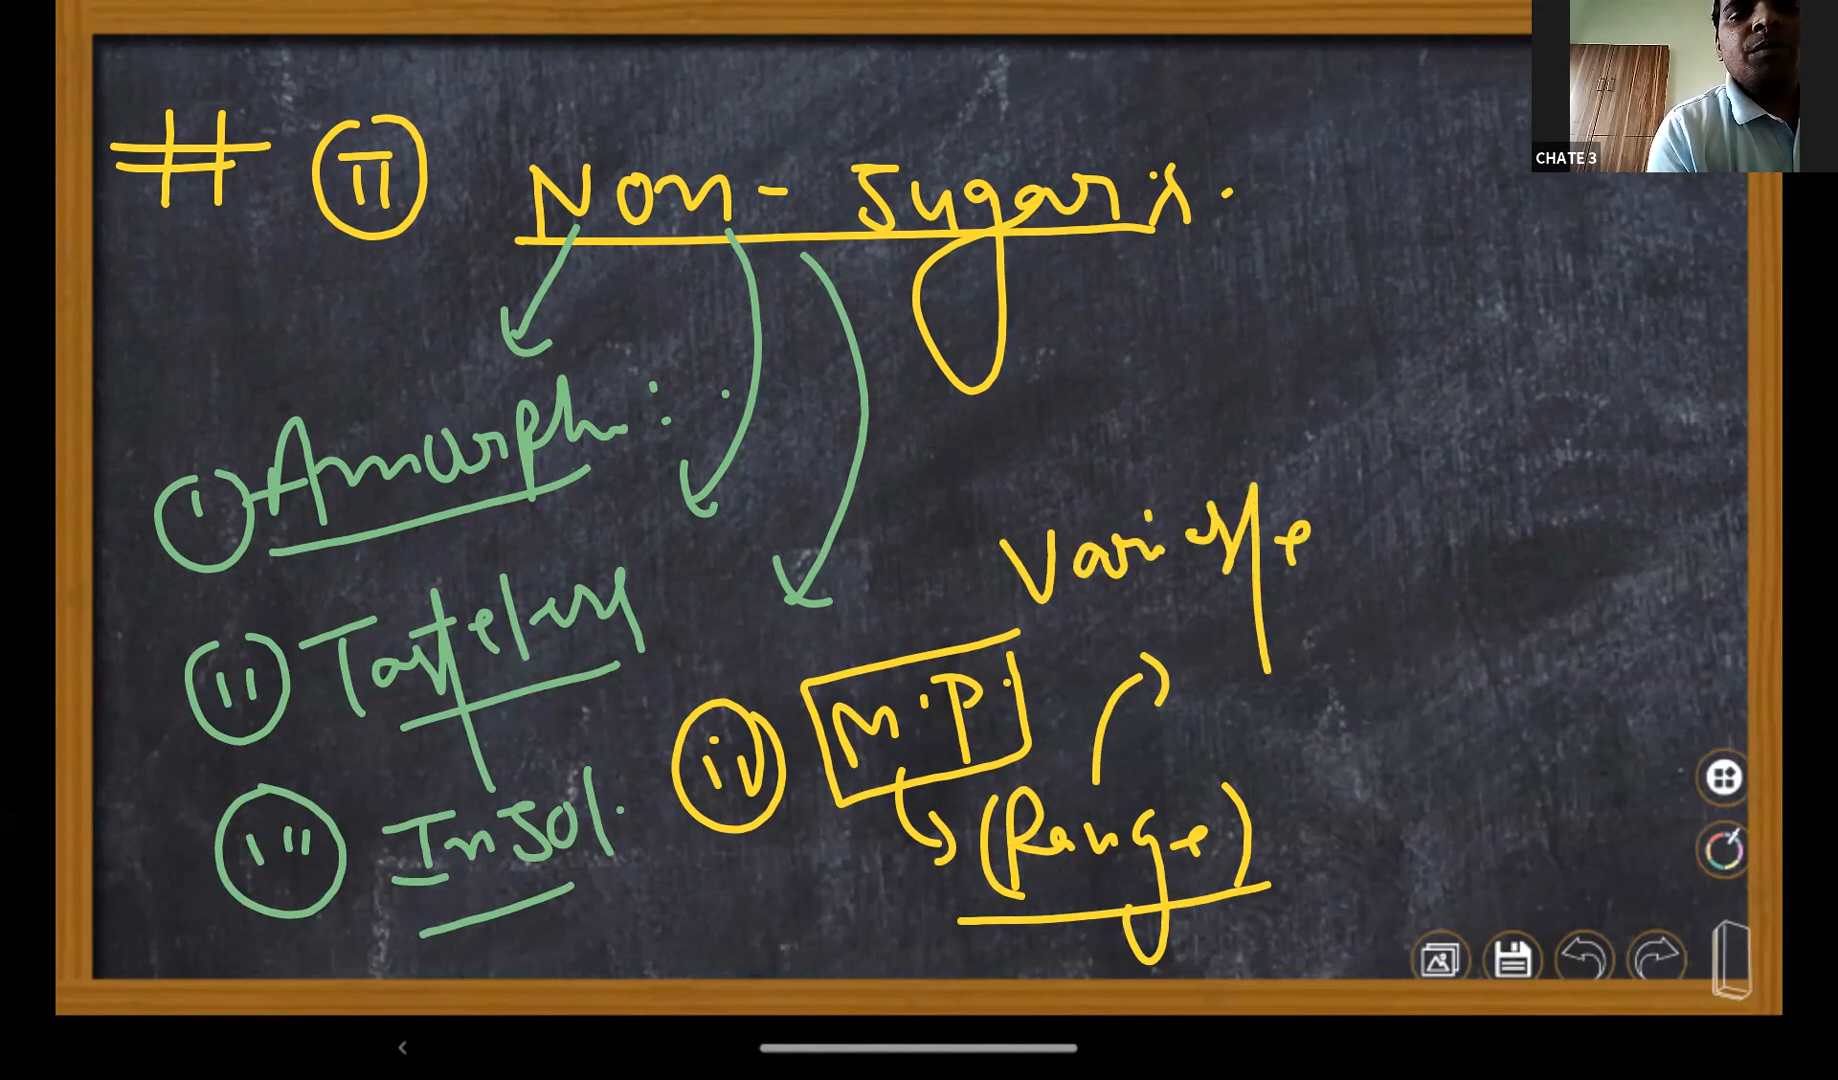 # II Non-Sugars.
i Amorph:.
ii Tasteless
iii Insol.
Variable
iv M.P.
(Range)
CHATE 3